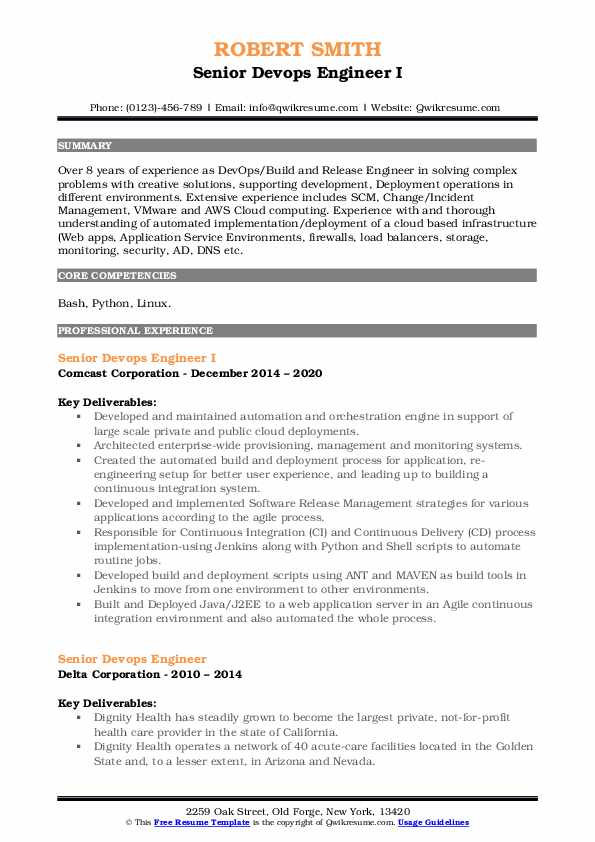 ROBERT SMITH
Senior Devops Engineer I
Phone: (0123)-456-789 | Email: info@qwikresume.com | Website: Qwikresume.com
SUMMARY
Over 8 years of experience as DevOps/Build and Release Engineer in solving complex
problems with creative solutions, supporting development, Deployment operations in
different environments. Extensive experience includes SCM, Change/Incident
Management, VMware and AWS Cloud computing. Experience with and thorough
understanding of automated implementation/deployment of a cloud based infrastructure
(Web apps, Application Service Environments, firewalls, load balancers, storage,
monitoring, security, AD, DNS etc.
CORE COMPETENCIES
Bash, Python, Linux.
PROFESSIONAL EXPERIENCE
Senior Devops Engineer I
Comcast Corporation - December 2014 – 2020
Key Deliverables:
▪ Developed and maintained automation and orchestration engine in support of
large scale private and public cloud deployments.
▪ Architected enterprise-wide provisioning, management and monitoring systems.
▪ Created the automated build and deployment process for application, re-
engineering setup for better user experience, and leading up to building a
continuous integration system.
▪ Developed and implemented Software Release Management strategies for various
applications according to the agile process.
▪ Responsible for Continuous Integration (CI) and Continuous Delivery (CD) process
implementation-using Jenkins along with Python and Shell scripts to automate
routine jobs.
▪ Developed build and deployment scripts using ANT and MAVEN as build tools in
Jenkins to move from one environment to other environments.
▪ Built and Deployed Java/J2EE to a web application server in an Agile continuous
integration environment and also automated the whole process.
Senior Devops Engineer
Delta Corporation - 2010 – 2014
Key Deliverables:
▪ Dignity Health has steadily grown to become the largest private, not-for-profit
health care provider in the state of California.
▪ Dignity Health operates a network of 40 acute-care facilities located in the Golden
State and, to a lesser extent, in Arizona and Nevada.
2259 Oak Street, Old Forge, New York, 13420
© This Free Resume Template is the copyright of Qwikresume.com. Usage Guidelines